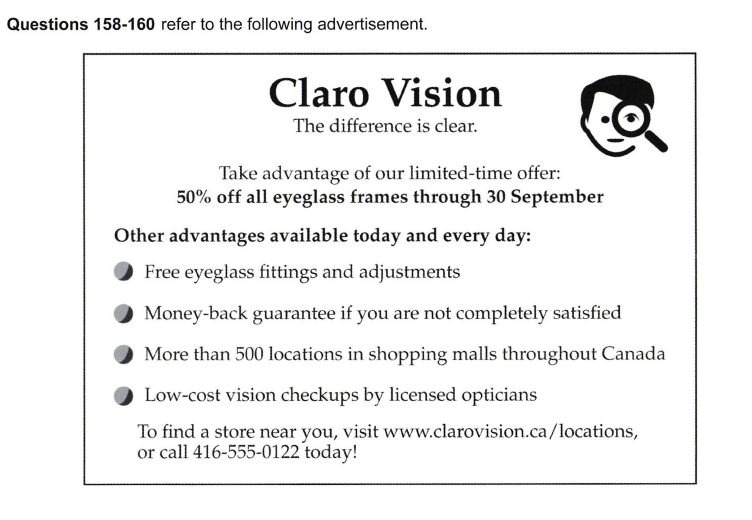 Questions 158-160 refer to the following advertisement.
Claro Vision
The difference is clear.
Take advantage of our limited-time offer:
50% off all eyeglass frames through 30 September
Other advantages available today and every day:
Free eyeglass fittings and adjustments
Money-back guarantee if you are not completely satisfied
More than 500 locations in shopping malls throughout Canada
Low-cost vision checkups by licensed opticians
To find a store near you, visit www.clarovision.ca/locations,
or call 416-555-0122 today!